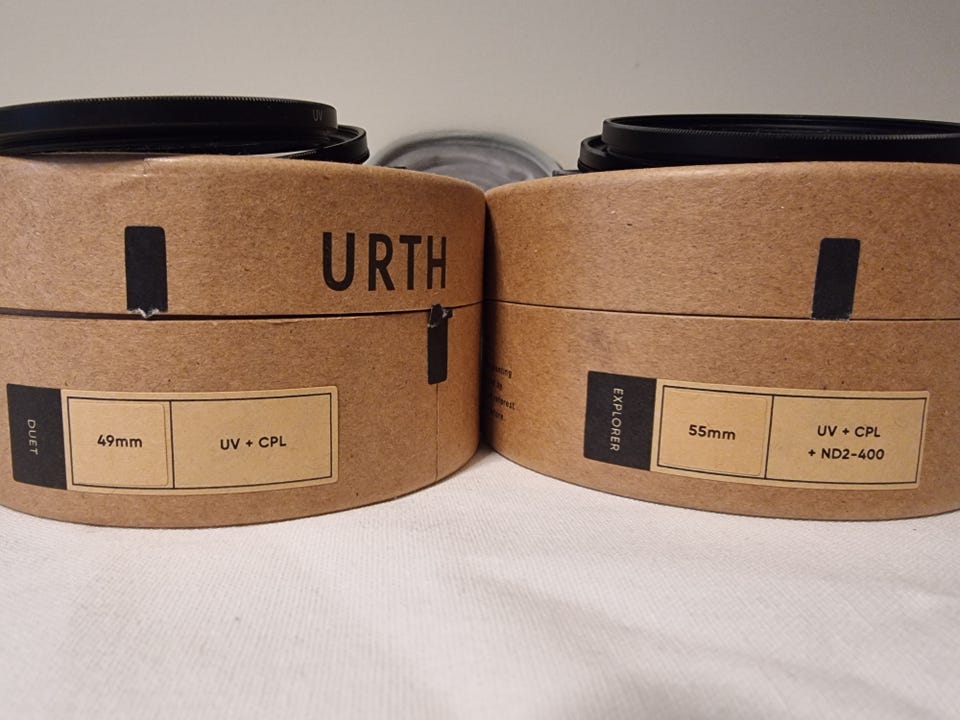 UV
URTH
DUET
49mm
UV + CPL
EXPLORER
55mm
UV + CPL
+ ND2-400